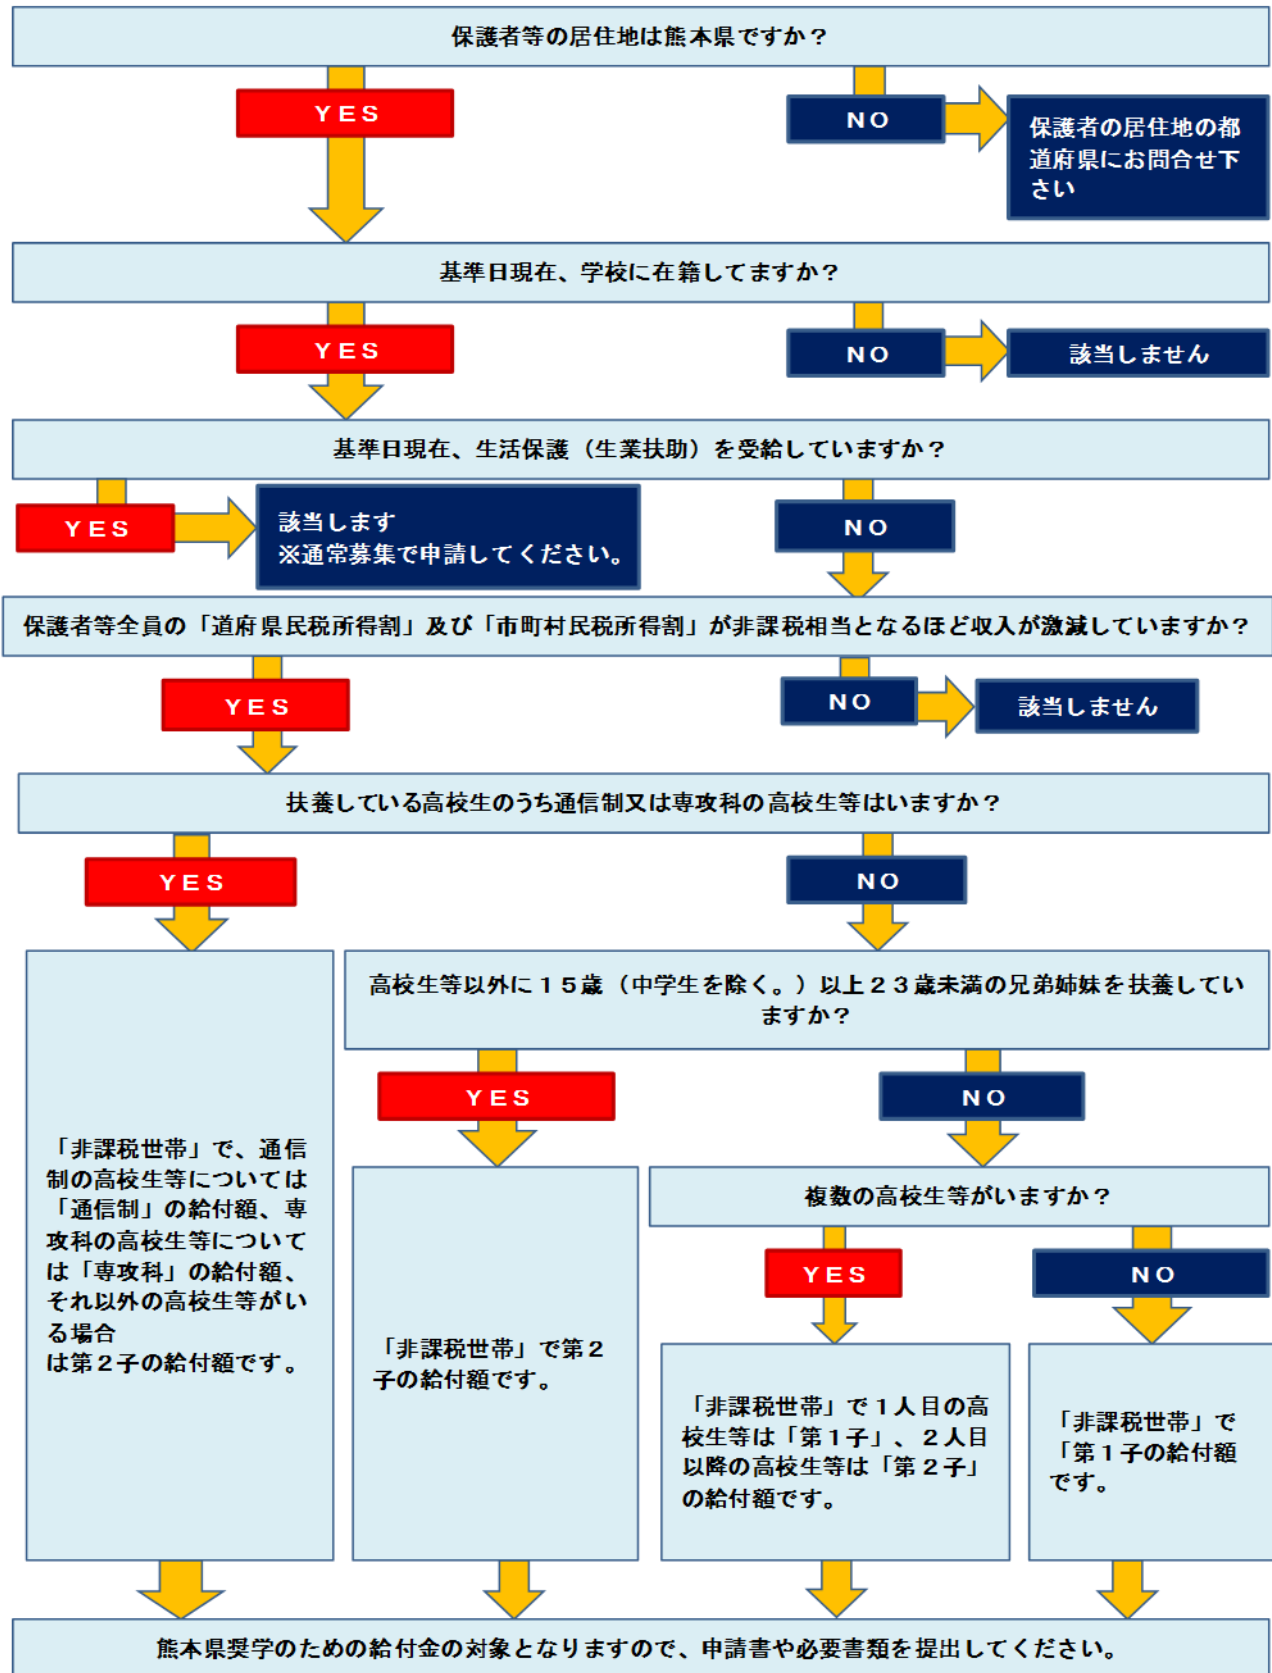 保護者等の居住地は熊本県ですか？
YES
NO
保護者の居住地の都
道府県にお問合せ下
さい
基準日現在、学校に在籍してますか？
YES
NO
該当しません
基準日現在、生活保護（生業扶助）を受給していますか？
YES
該当します
※通常募集で申請してください。
NO
保護者等全員の「道府県民税所得割」及び「市町村民税所得割」が非課税相当となるほど収入が激減していますか？
YES
NO
該当しません
扶養している高校生のうち通信制又は専攻科の高校生等はいますか？
YES
NO
高校生等以外に１５歳（中学生を除く。）以上２３歳未満の兄弟姉妹を扶養してい
ますか？
YES
NO
「非課税世帯」で、通信
制の高校生等については
「通信制」の給付額、専
攻科の高校生等について
は「専攻科」の給付額、
それ以外の高校生等がい
る場合
は第２子の給付額です。
「非課税世帯」で第２
子の給付額です。
複数の高校生等がいますか？
YES
NO
「非課税世帯」で１人目の高
校生等は「第１子」、２人目
以降の高校生等は「第２子」
の給付額です。
「非課税世帯」で
「第１子の給付額
です。
熊本県奨学のための給付金の対象となりますので、申請書や必要書類を提出してください。